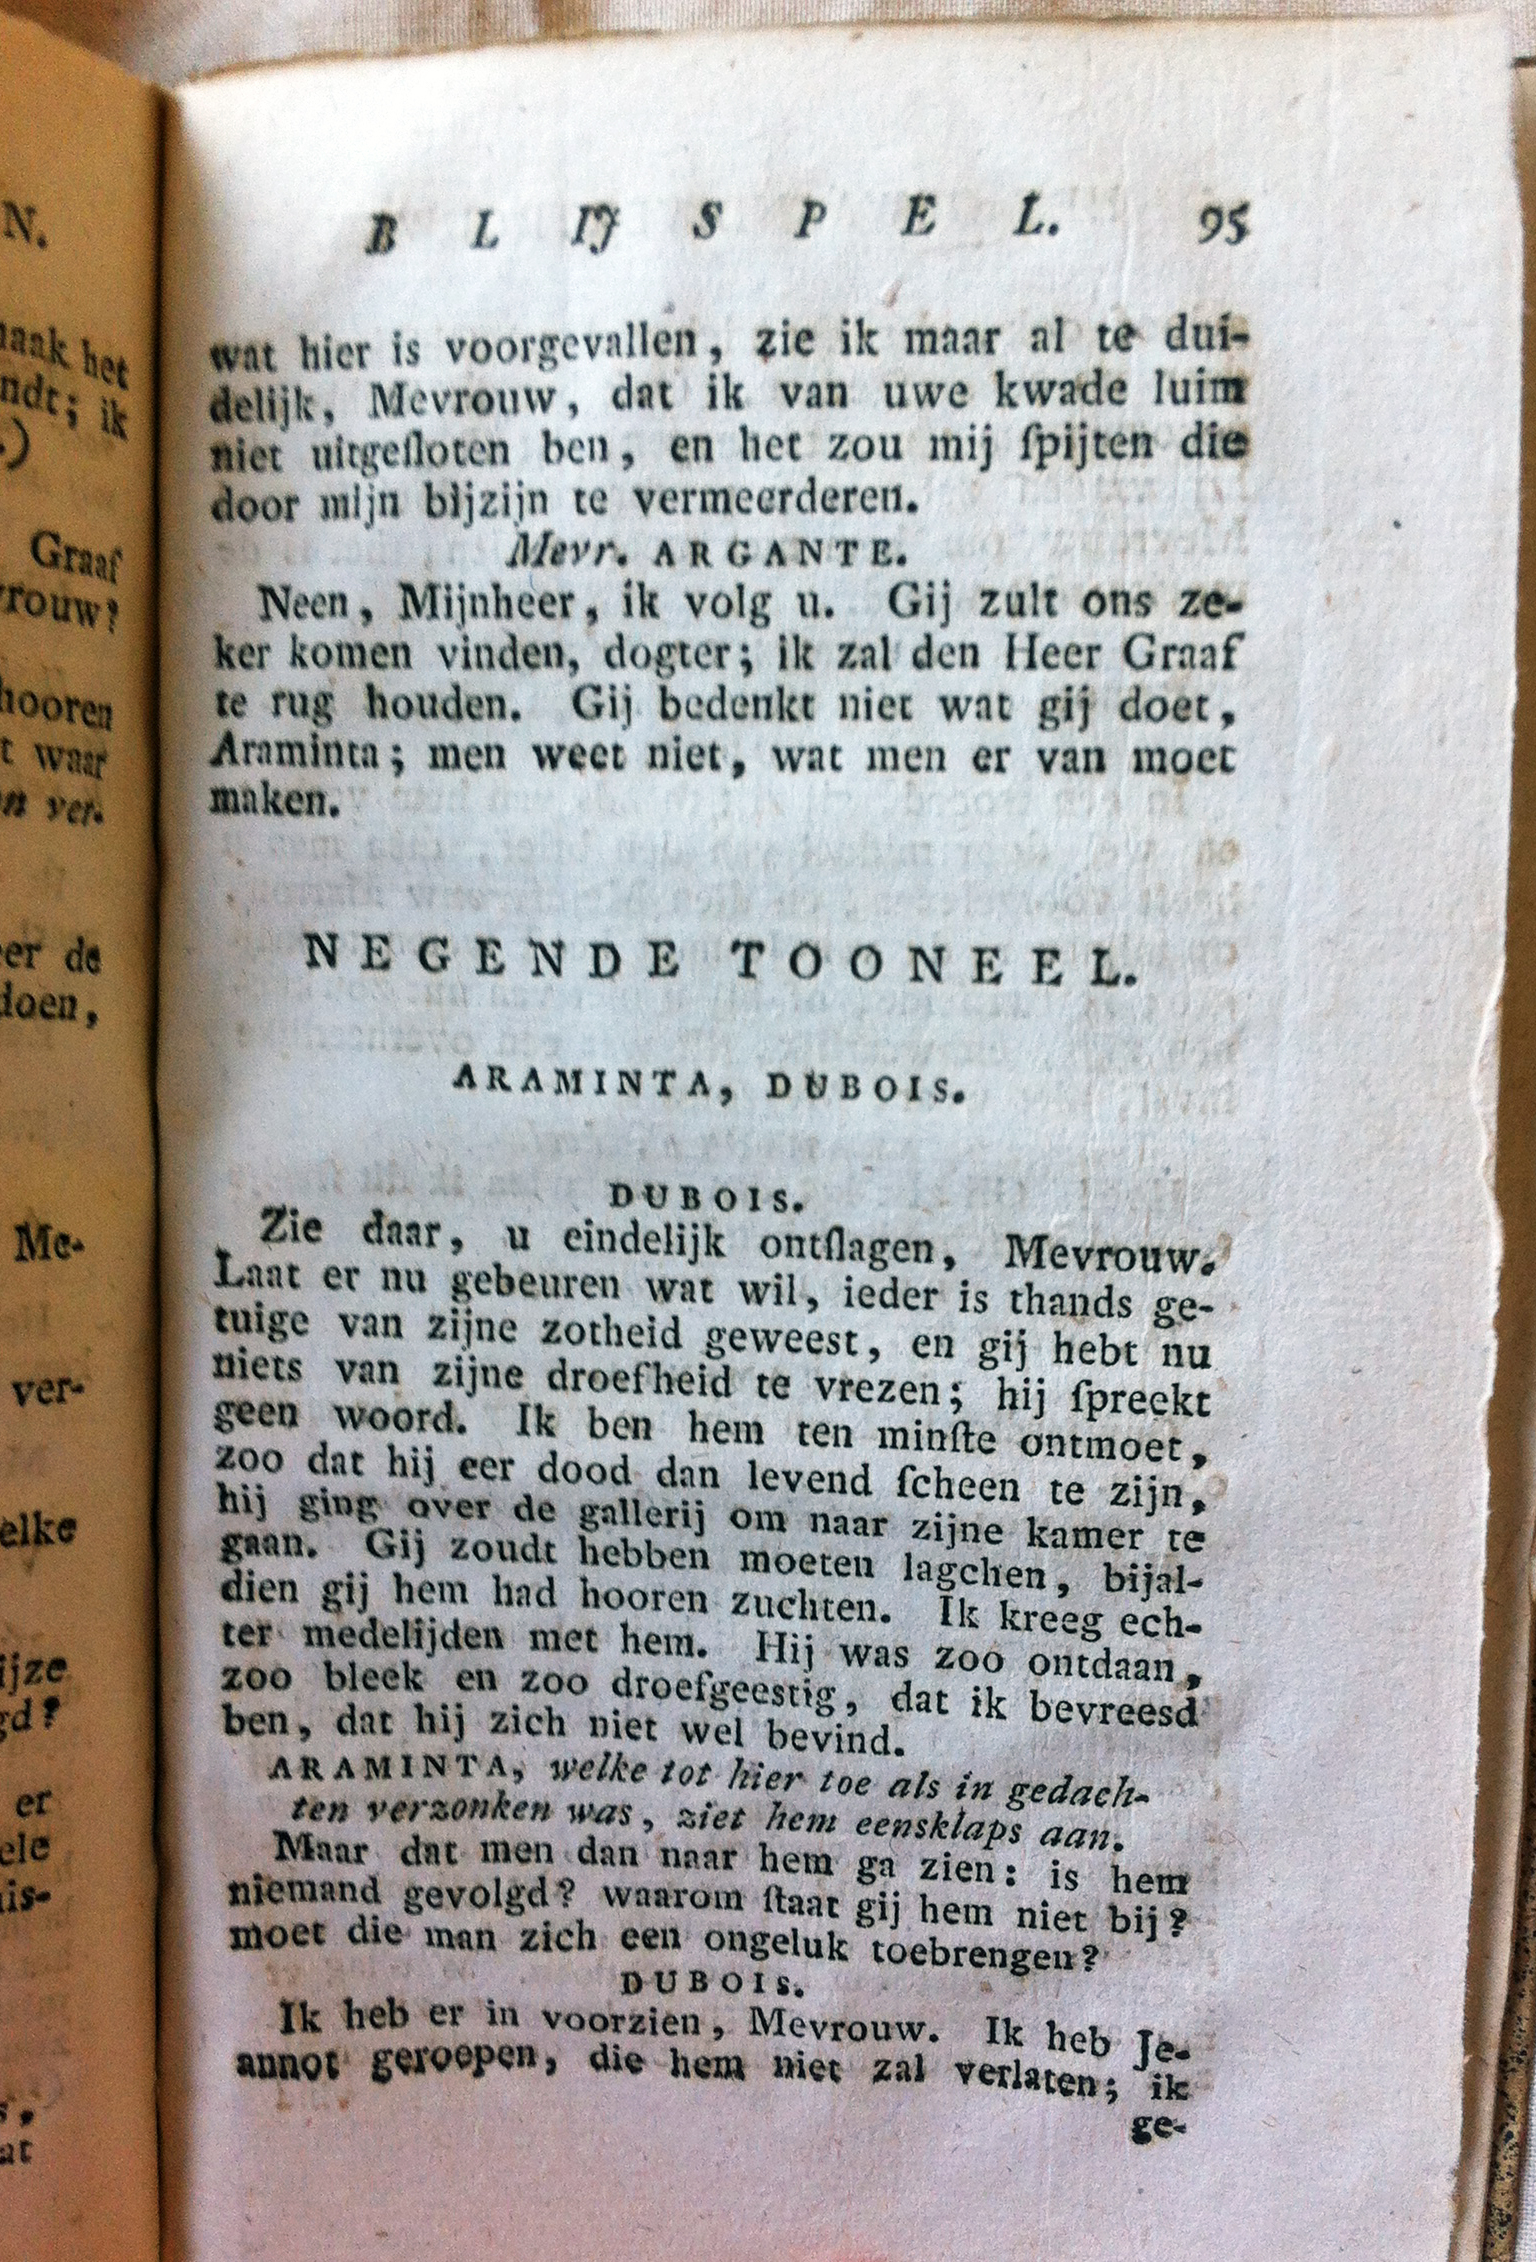 BLIJSPEL. 95
wat hier is voorgevallen, zie ik maar al te dui-
delijk, Mevrouw, dat ik van uwe kwade luim
niet uitgeſloten ben, en het zou mij ſpijten die
door mijn bijzijn te vermeerderen.
Mevr. ARGANTE.
Neen, Mijnheer, ik volg u. Gij zult ons ze-
ker komen vinden, dogter; ik zal den Heer Graaf
te rug houden. Gij bedenkt niet wat gij doet,
Araminta; men weet niet, wat men er van moet
maken.
NEGENDE TOONEEL.
ARAMINTA, DUBOIS.
DUBOIS.
Zie daar, u eindelijk ontſlagen, Mevrouw.
Laat er nu gebeuren wat wil, ieder is thands ge-
tuige van zijne zotheid geweest, en gij hebt nu
niets van zijne droefheid te vrezen; hij ſpreekt
geen woord. Ik ben hem ten minſte ontmoet,
zoo dat hij eer dood dan levend ſcheen te zijn,
hij ging over de gallerij om naar zijne kamer te
gaan. Gij zoudt hebben moeten lagchen, bijal-
dien gij hem had hooren zuchten. Ik kreeg ech-
ter medelijden met hem. Hij was zoo ontdaan,
zoo bleek en zoo droefgeestig, dat ik bevreesd
ben, dat hij zich niet wel bevind.
ARAMINTA, welke tot hier toe als in gedach-
ten verzonken was, ziet hem eensklaps aan.
Maar dat men dan naar hem ga zien: is hem
niemand gevolgd? waarom ſtaat gij hem niet bij?
moet die man zich een ongeluk toebrengen?
DUBOIS.
Ik heb er in voorzien, Mevrouw. Ik heb Je-
annot geroepen, die hem niet zal verlaten; ik
ge-